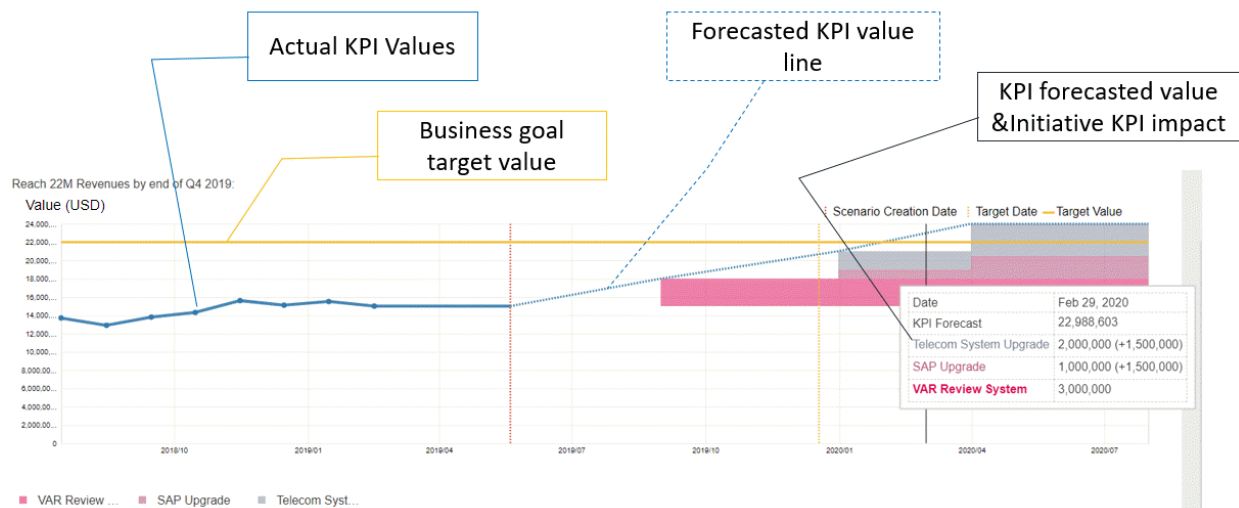 Actual KPI Values
Forecasted KPI value
line
KPI forecasted value
&Initiative KPI impact
Business goal
target value
Reach 22M Revenues by end of Q4 2019:
Value (USD)
Scenario Creation Date
Target Date
Target Value
24,000,...
22,000,...
20,000,...
18,000,...
16,000,...
14,000,...
12,000,...
10,000,...
8,000,00...
6,000,00...
4,000,00...
2,000,00...
0
2018/10
2019/01
2019/04
2019/07
2019/10
2020/01
2020/04
2020/07
Date Feb 29, 2020
KPI Forecast 22,988,603
Telecom System Upgrade 2,000,000 (+1,500,000)
SAP Upgrade 1,000,000 (+1,500,000)
VAR Review System 3,000,000
VAR Review ...
SAP Upgrade
Telecom Syst...